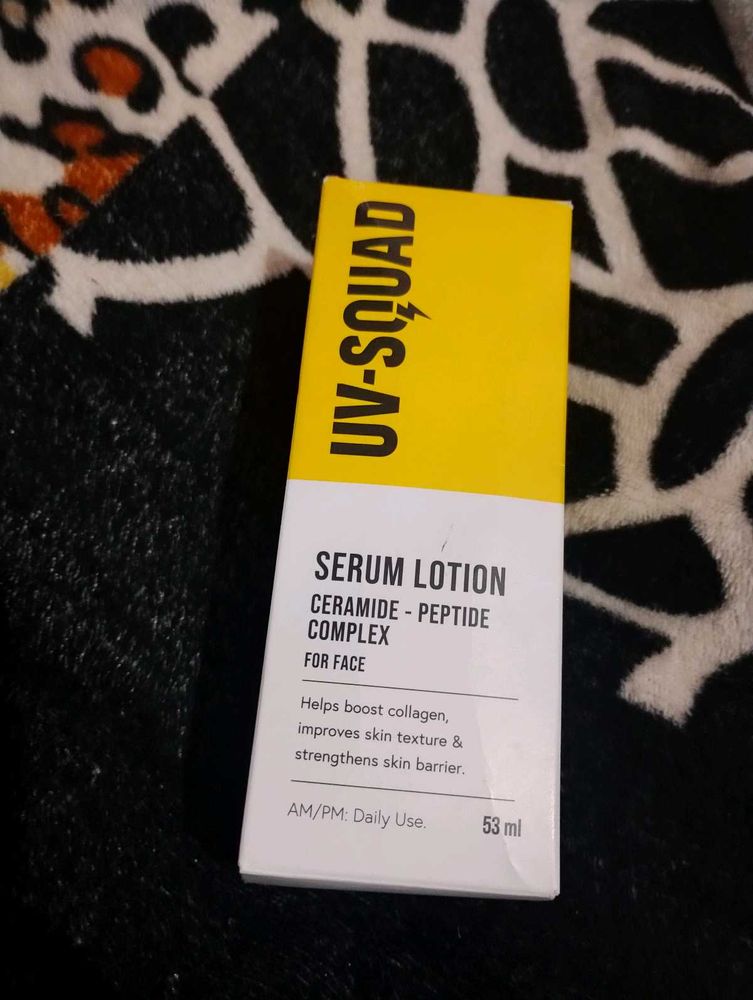 UV-SQUAD
SERUM LOTION
CERAMIDE - PEPTIDE
COMPLEX
FOR FACE
Helps boost collagen,
improves skin texture &
strengthens skin barrier.
AM/PM: Daily Use.
53 ml